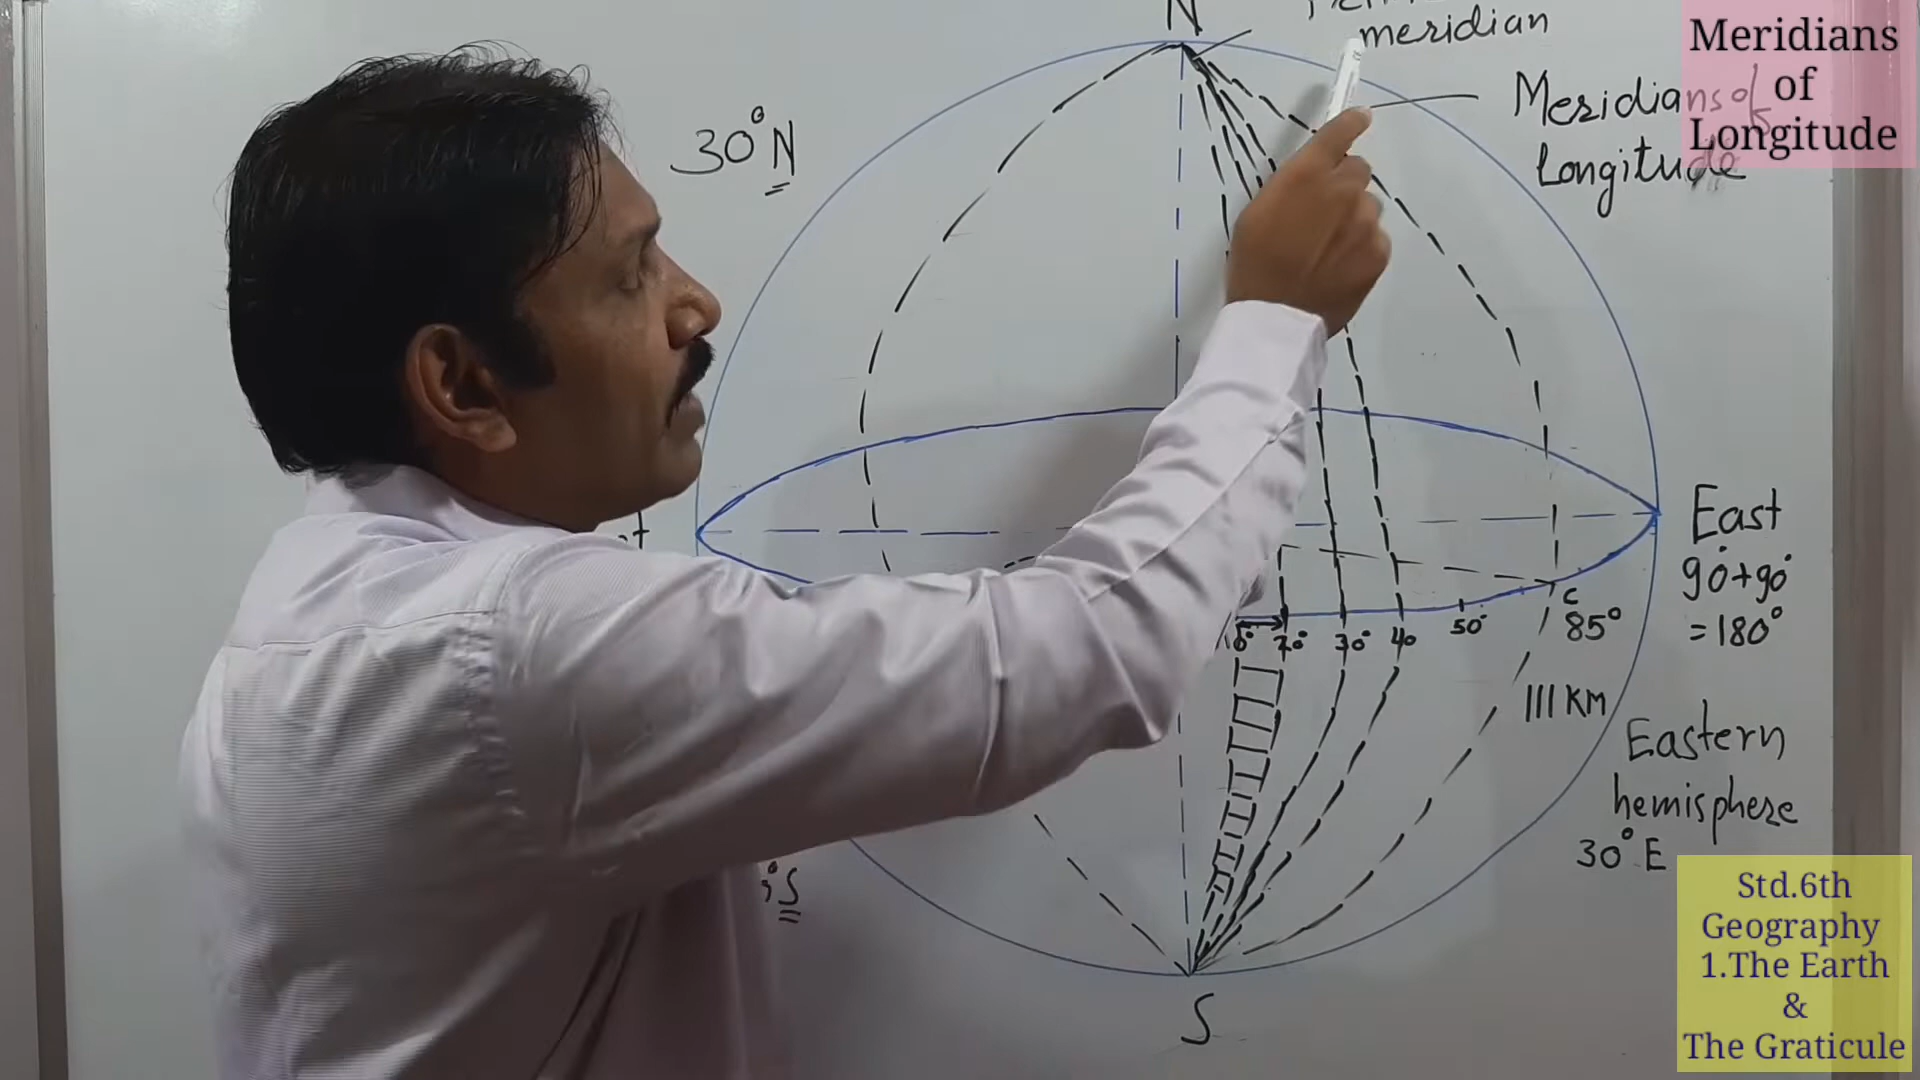 N
meridian
Meridians of
Longitude
Meridians
of
Longitude
30°N
East
90°+90°
=180°
10° 20° 30° 40 50°
C
85°
111 KM
Eastern
hemisphere
30° E
°S
S
Std.6th
Geography
1.The Earth
&
The Graticule